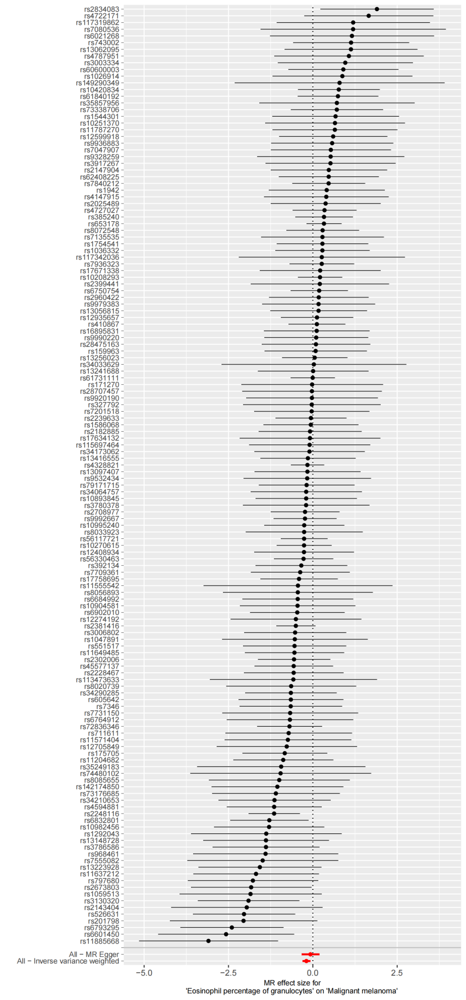 rs2834083
rs4722171
rs117319862
rs7080536
rs6021268
rs743002
rs13062095
rs4787951
rs3003334
rs60600003
rs1026914
rs149290349
rs10420834
rs61840192
rs35857956
rs73338706
rs1544301
rs10251370
rs11787270
rs12599918
rs9936883
rs7047907
rs9328259
rs3917267
rs2147904
rs62408225
rs7840212
rs1942
rs4147915
rs2025489
rs4727027
rs385240
rs653178
rs8072548
rs7135535
rs1754541
rs1036332
rs117342036
rs7936323
rs17671338
rs10208293
rs2399441
rs6750754
rs2960422
rs9979383
rs13056815
rs12935657
rs410867
rs16895831
rs9990220
rs28475163
rs159963
rs13256023
rs34033629
rs13241688
rs61731111
rs171270
rs28707457
rs9920190
rs327792
rs7201518
rs2239633
rs1586068
rs2182885
rs17634132
rs115697464
rs34173062
rs13416555
rs4328821
rs13097407
rs9532434
rs79171715
rs34064757
rs10893845
rs3780378
rs2708977
rs9992667
rs10995240
rs8033923
rs56117721
rs10270615
rs12408934
rs56330463
rs392134
rs7709361
rs17758695
rs11555542
rs8056893
rs6684992
rs10904581
rs6902010
rs12274192
rs2381416
rs3006802
rs1047891
rs551517
rs11649485
rs2302006
rs45577137
rs2228467
rs113473633
rs8020739
rs34290285
rs605642
rs7346
rs7731150
rs6764912
rs72836346
rs711611
rs11571404
rs12705849
rs175705
rs11204682
rs35249183
rs74480102
rs8085655
rs142174850
rs73176685
rs34210653
rs4594881
rs2248116
rs6832801
rs10982456
rs1292043
rs13148728
rs3786586
rs968461
rs7555082
rs13223928
rs11637212
rs797680
rs2673803
rs1059513
rs3130320
rs2143404
rs526631
rs201798
rs6793295
rs6601450
rs11885668
All − MR Egger
All − Inverse variance weighted
−5.0 −2.5 0.0 2.5
MR effect size for
'Eosinophil percentage of granulocytes' on 'Malignant melanoma'